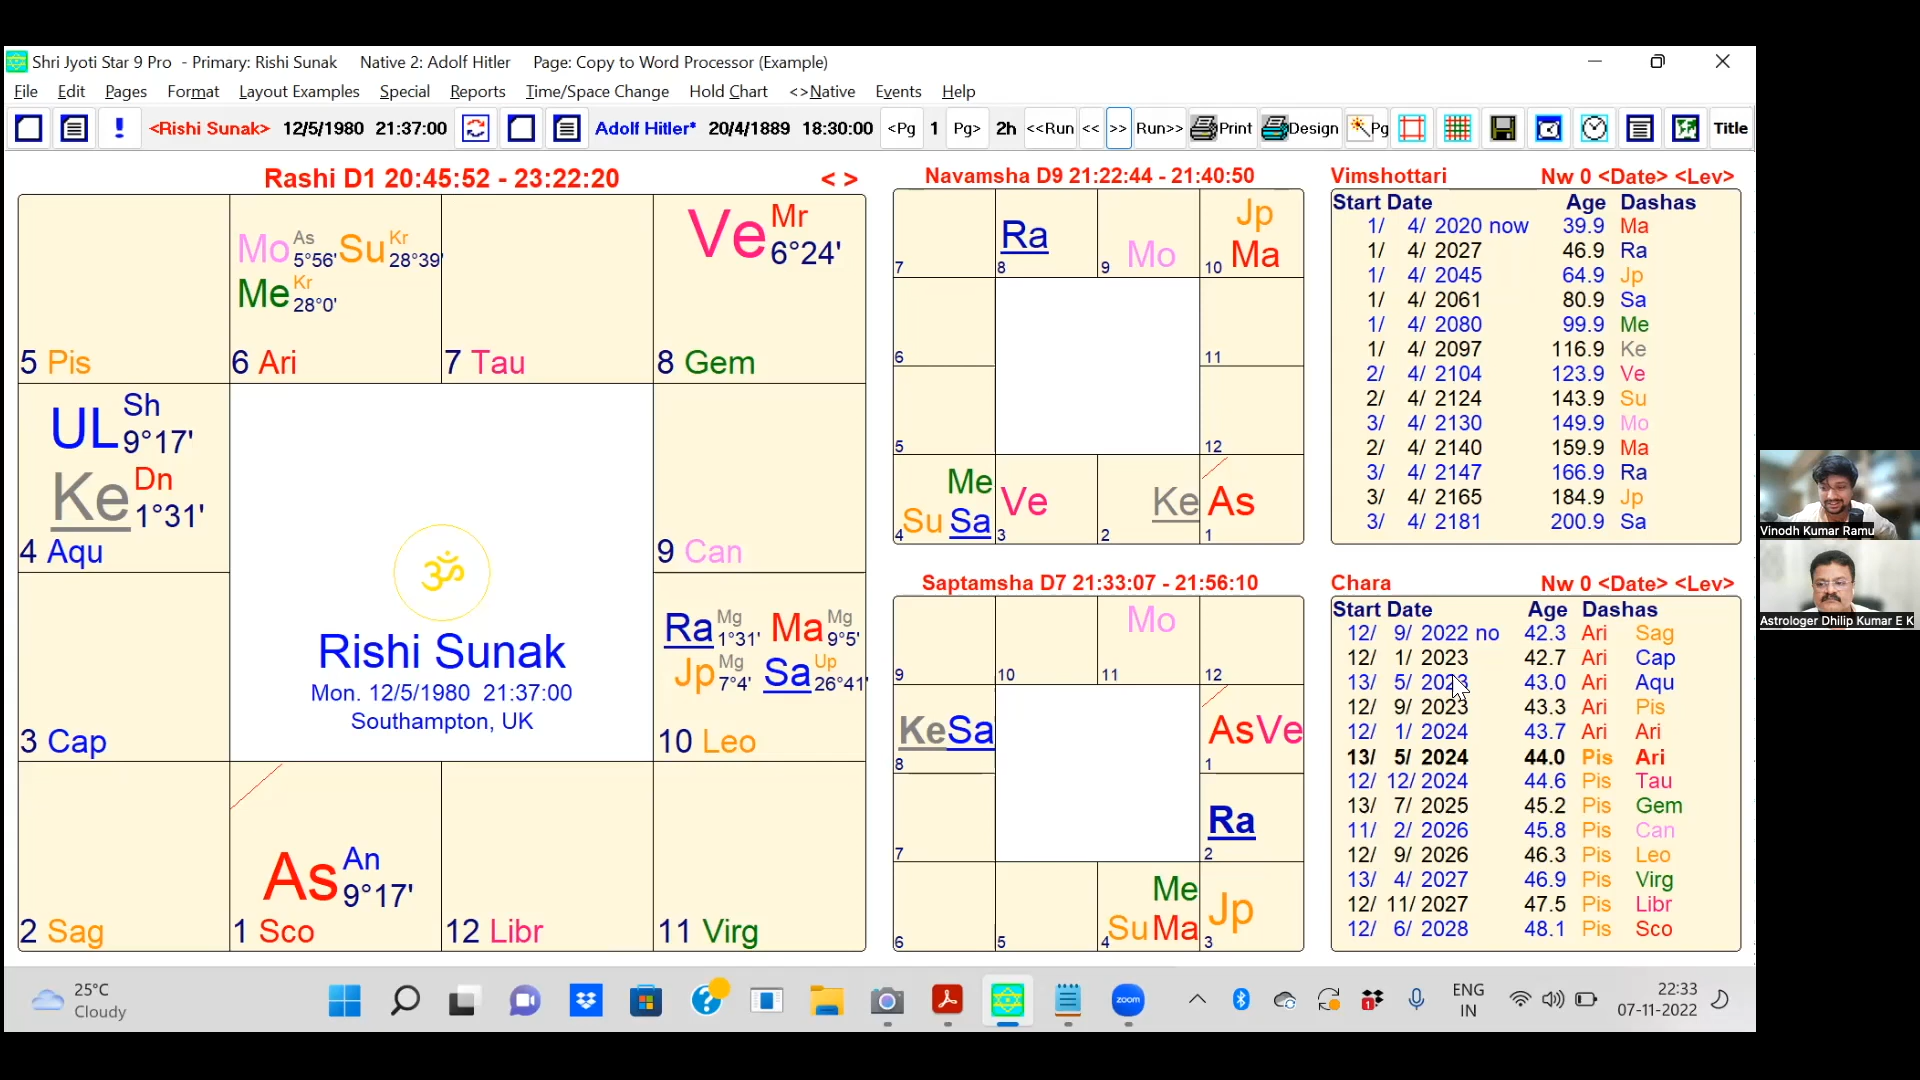 Shri Jyoti Star 9 Pro - Primary: Rishi Sunak Native 2: Adolf Hitler Page: Copy to Word Processor (Example)
File Edit Pages Format Layout Examples Special Reports Time/Space Change Hold Chart <>Native Events Help
! <Rishi Sunak> 12/5/1980 21:37:00 Adolf Hitler* 20/4/1889 18:30:00 <Pg 1 Pg> 2h <<Run << >> Run>> Print Design Pg Title
Rashi D1 20:45:52 - 23:22:20 < >
5 Pis
Mo As 5°56' Su Kr 28°39'
Me Kr 28°0'
6 Ari
7 Tau
Ve Mr 6°24'
8 Gem
UL Sh 9°17'
Ke Dn 1°31'
4 Aqu
9 Can
3 Cap
Ra Mg 1°31' Ma Mg 9°5'
Jp Mg 7°4' Sa Up 26°41'
10 Leo
ॐ
Rishi Sunak
Mon. 12/5/1980 21:37:00
Southampton, UK
2 Sag
As An 9°17'
1 Sco
12 Libr
11 Virg
Navamsha D9 21:22:44 - 21:40:50
7
Ra
8
9 Mo
Jp
10 Ma
6
11
5
12
Me
4 Su Sa
Ve
3
Ke
2
As
1
Saptamsha D7 21:33:07 - 21:56:10
9
10
Mo
11
12
KeSa
8
AsVe
1
7
Ra
2
6
5
Me
4 Su Ma
Jp
3
Vimshottari Nw 0 <Date> <Lev>
Start Date Age Dashas
1/ 4/ 2020 now 39.9 Ma
1/ 4/ 2027 46.9 Ra
1/ 4/ 2045 64.9 Jp
1/ 4/ 2061 80.9 Sa
1/ 4/ 2080 99.9 Me
1/ 4/ 2097 116.9 Ke
2/ 4/ 2104 123.9 Ve
2/ 4/ 2124 143.9 Su
3/ 4/ 2130 149.9 Mo
2/ 4/ 2140 159.9 Ma
3/ 4/ 2147 166.9 Ra
3/ 4/ 2165 184.9 Jp
3/ 4/ 2181 200.9 Sa
Chara Nw 0 <Date> <Lev>
Start Date Age Dashas
12/ 9/ 2022 no 42.3 Ari Sag
12/ 1/ 2023 42.7 Ari Cap
13/ 5/ 2023 43.0 Ari Aqu
12/ 9/ 2023 43.3 Ari Pis
12/ 1/ 2024 43.7 Ari Ari
13/ 5/ 2024 44.0 Pis Ari
12/ 12/ 2024 44.6 Pis Tau
13/ 7/ 2025 45.2 Pis Gem
11/ 2/ 2026 45.8 Pis Can
12/ 9/ 2026 46.3 Pis Leo
13/ 4/ 2027 46.9 Pis Virg
12/ 11/ 2027 47.5 Pis Libr
12/ 6/ 2028 48.1 Pis Sco
Vinodh Kumar Ramu
Astrologer Dhilip Kumar E K
25°C
Cloudy
zoom
1
ENG
IN
22:33
07-11-2022